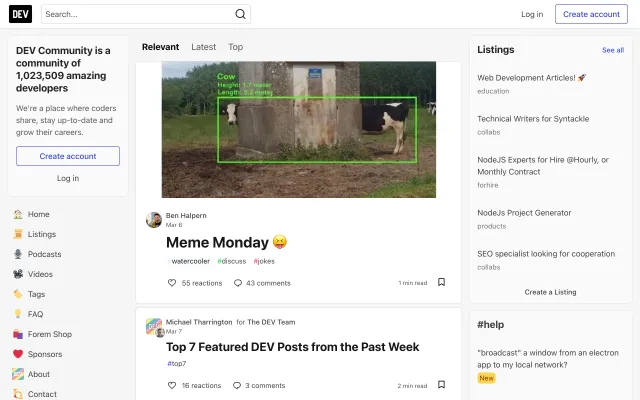 DEV
Search...
Log in
Create account
DEV Community is a
community of
1,023,509 amazing
developers
We're a place where coders
share, stay up-to-date and
grow their careers.
Create account
Log in
Home
Listings
Podcasts
Videos
Tags
FAQ
Forem Shop
Sponsors
About
Contact
Relevant
Latest
Top
Cow
Height: 1.7 meter
Length: 5.2 meter
Ben Halpern
Mar 6
Meme Monday 😝
#watercooler #discuss #jokes
55 reactions
43 comments
1 min read
Michael Tharrington for The DEV Team
Mar 7
Top 7 Featured DEV Posts from the Past Week
#top7
16 reactions
3 comments
2 min read
Listings
See all
Web Development Articles! 🚀
education
Technical Writers for Syntackle
collabs
NodeJS Experts for Hire @Hourly, or
Monthly Contract
forhire
NodeJs Project Generator
products
SEO specialist looking for cooperation
collabs
Create a Listing
#help
"broadcast" a window from an electron
app to my local network?
New